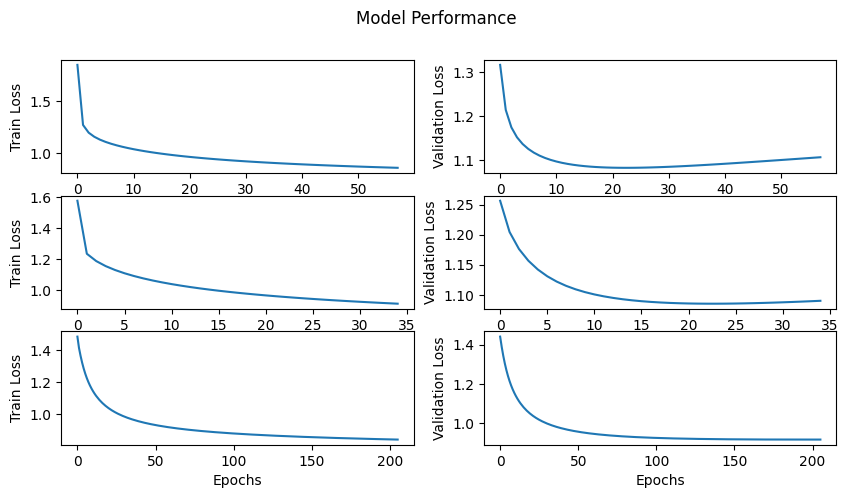 Model Performance
Train Loss
1.5
1.0
0 10 20 30 40 50
Validation Loss
1.3
1.2
1.1
0 10 20 30 40 50
Train Loss
1.6
1.4
1.2
1.0
0 5 10 15 20 25 30 35
Validation Loss
1.25
1.20
1.15
1.10
0 5 10 15 20 25 30 35
Train Loss
1.4
1.2
1.0
0 50 100 150 200
Epochs
Validation Loss
1.4
1.2
1.0
0 50 100 150 200
Epochs